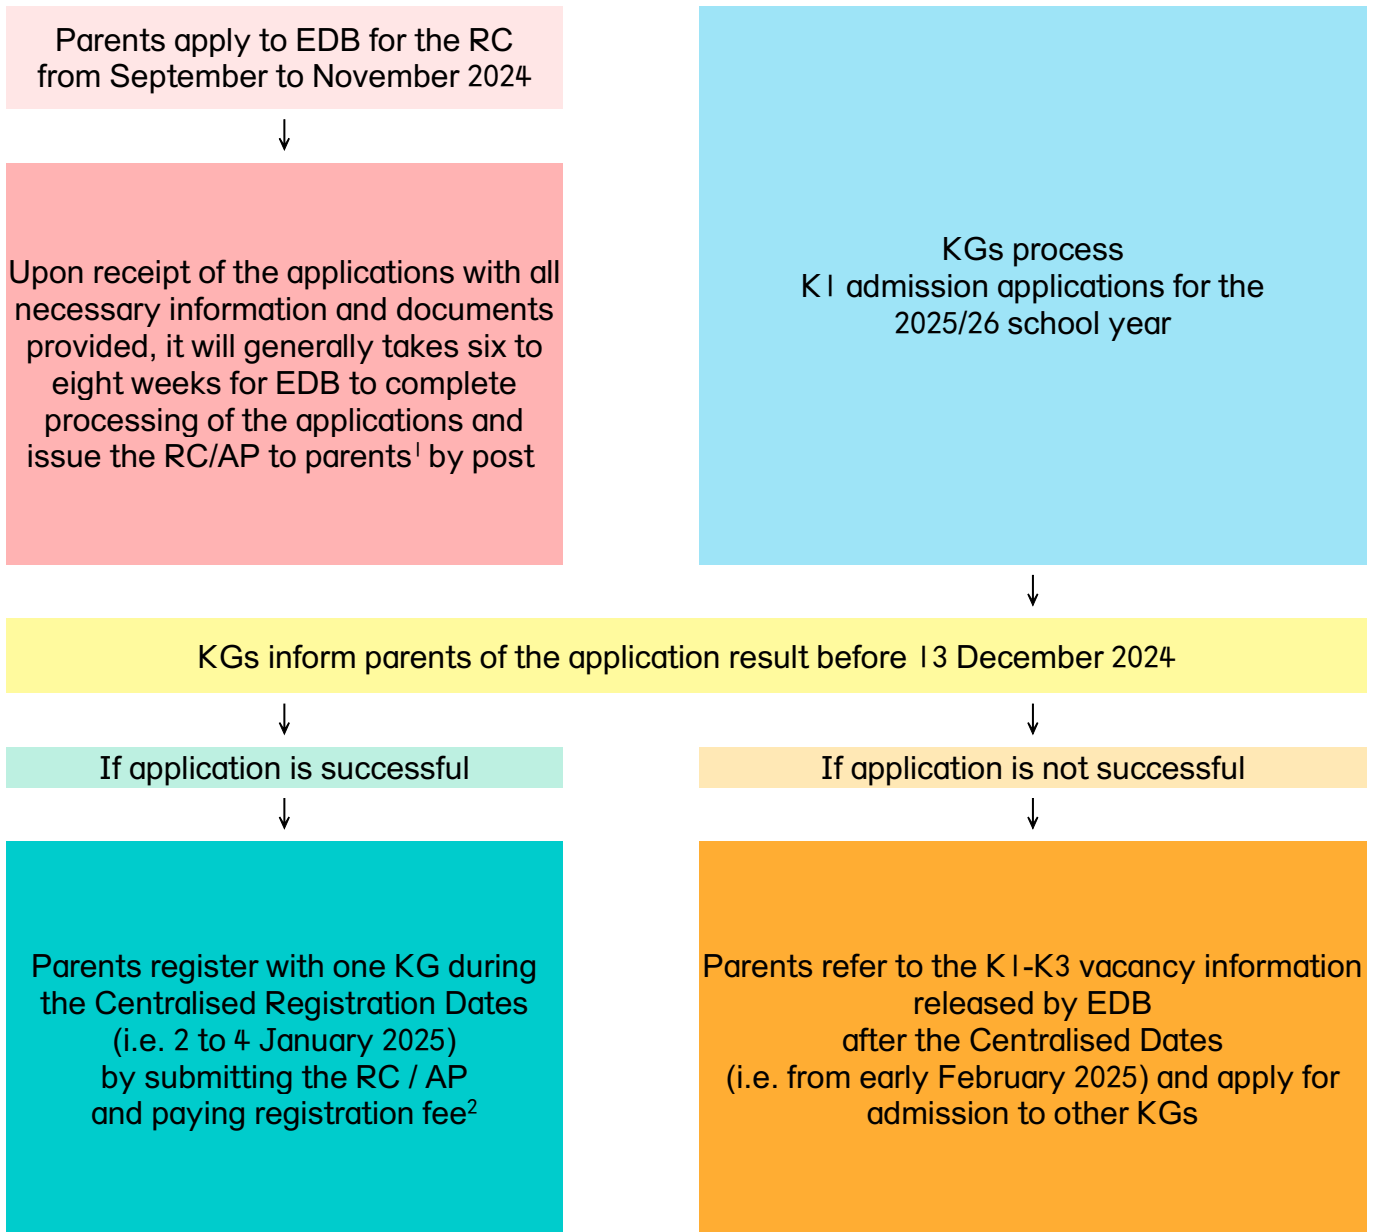 Parents apply to EDB for the RC
from September to November 2024
Upon receipt of the applications with all
necessary information and documents
provided, it will generally takes six to
eight weeks for EDB to complete
processing of the applications and
issue the RC/AP to parents¹ by post
KGs process
K1 admission applications for the
2025/26 school year
KGs inform parents of the application result before 13 December 2024
If application is successful
If application is not successful
Parents register with one KG during
the Centralised Registration Dates
(i.e. 2 to 4 January 2025)
by submitting the RC / AP
and paying registration fee²
Parents refer to the K1-K3 vacancy information
released by EDB
after the Centralised Dates
(i.e. from early February 2025) and apply for
admission to other KGs